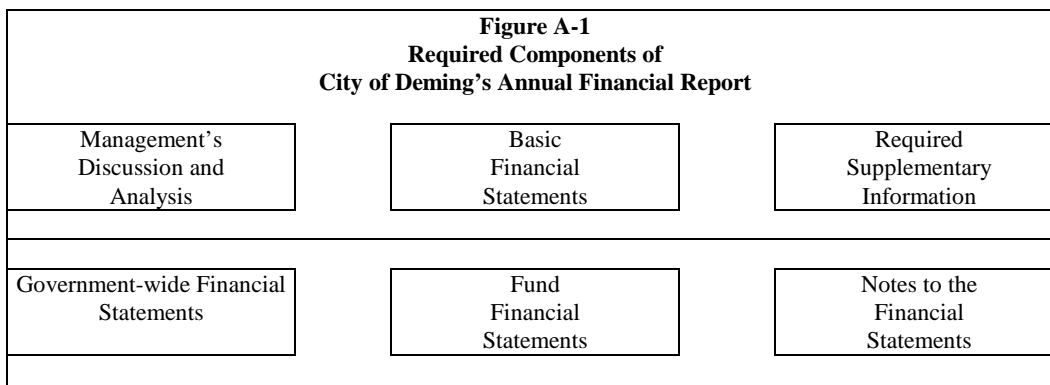 Figure A-1
Required Components of
City of Deming's Annual Financial Report
Management's
Discussion and
Analysis
Basic
Financial
Statements
Required
Supplementary
Information
Government-wide Financial
Statements
Fund
Financial
Statements
Notes to the
Financial
Statements